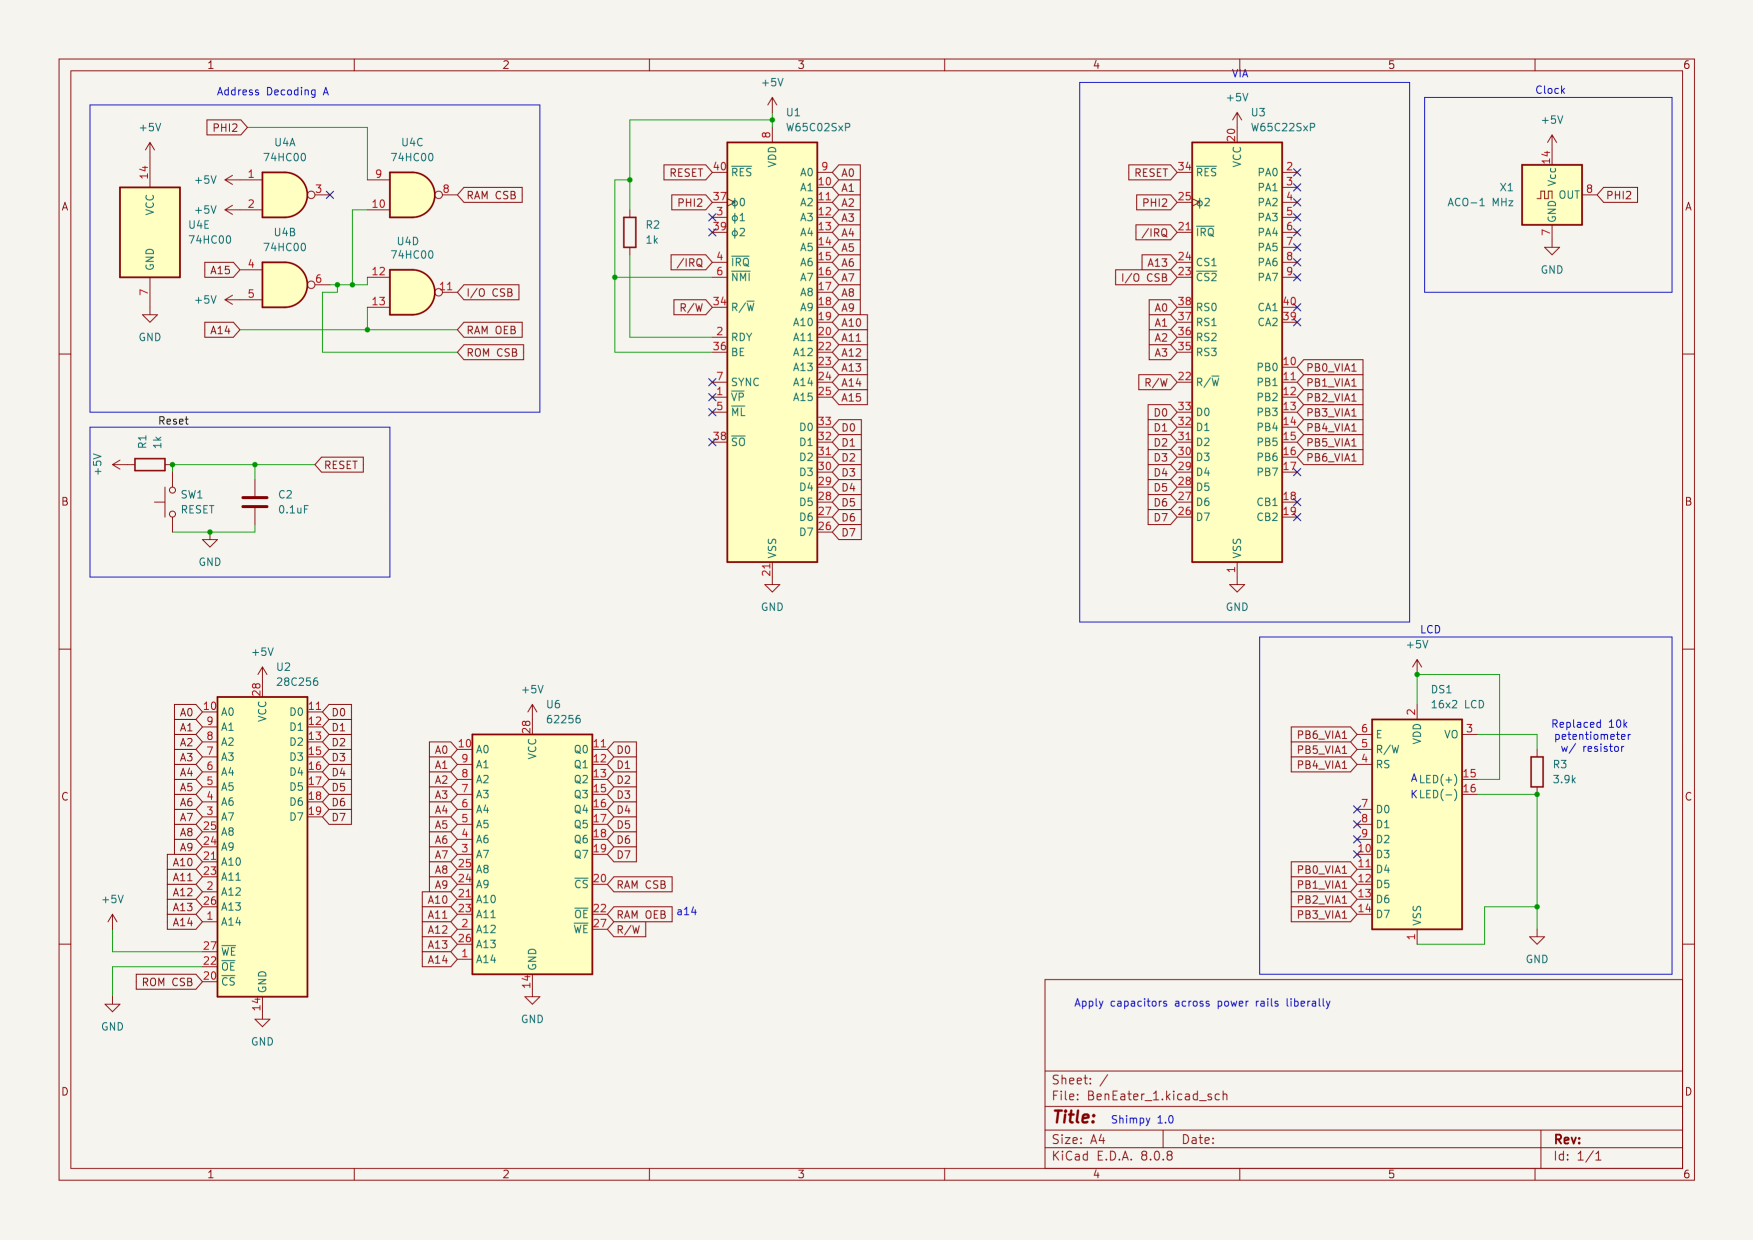 1 2 3 4 5 6
A
B
C
D
Address Decoding A
+5V
14
VCC
GND
7
GND
U4E
74HC00
PHI2
U4A
74HC00
+5V 1
+5V 2
3
U4C
74HC00
9
10
8 RAM CSB
U4B
74HC00
A15 4
+5V 5
6
U4D
74HC00
12
13
11 I/O CSB
A14
RAM OEB
ROM CSB
Reset
+5V
R1
1k
RESET
SW1
RESET
C2
0.1uF
GND
+5V
U1
W65C02SxP
8
VDD
R2
1k
RESET 40 RES
PHI2 37 ϕ0
3 ϕ1
39 ϕ2
/IRQ 4 IRQ
6 NMI
R/W 34 R/W
2 RDY
36 BE
7 SYNC
1 VP
5 ML
38 SO
A0 9 A0
A1 10 A1
A2 11 A2
A3 12 A3
A4 13 A4
A5 14 A5
A6 15 A6
A7 16 A7
A8 17 A8
A9 18 A9
A10 19 A10
A11 20 A11
A12 22 A12
A13 23 A13
A14 24 A14
A15 25 A15
D0 33 D0
D1 32 D1
D2 31 D2
D3 30 D3
D4 29 D4
D5 28 D5
D6 27 D6
D7 26 D7
VSS
21
GND
VIA
+5V
U3
W65C22SxP
20
VCC
RESET 34 RES
PHI2 25 ϕ2
/IRQ 21 IRQ
A13 24 CS1
I/O CSB 23 CS2
A0 38 RS0
A1 37 RS1
A2 36 RS2
A3 35 RS3
R/W 22 R/W
D0 33 D0
D1 32 D1
D2 31 D2
D3 30 D3
D4 29 D4
D5 28 D5
D6 27 D6
D7 26 D7
PA0 2
PA1 3
PA2 4
PA3 5
PA4 6
PA5 7
PA6 8
PA7 9
CA1 40
CA2 39
PB0 10 PB0_VIA1
PB1 11 PB1_VIA1
PB2 12 PB2_VIA1
PB3 13 PB3_VIA1
PB4 14 PB4_VIA1
PB5 15 PB5_VIA1
PB6 16 PB6_VIA1
PB7 17
CB1 18
CB2 19
VSS
1
GND
Clock
+5V
14
Vcc
X1
ACO-1 MHz
OUT 8 PHI2
GND
7
GND
+5V
U2
28C256
28
VCC
A0 10 A0
A1 9 A1
A2 8 A2
A3 7 A3
A4 6 A4
A5 5 A5
A6 4 A6
A7 3 A7
A8 25 A8
A9 24 A9
A10 21 A10
A11 23 A11
A12 2 A12
A13 26 A13
A14 1 A14
+5V
27 WE
22 OE
ROM CSB 20 CS
D0 11 D0
D1 12 D1
D2 13 D2
D3 15 D3
D4 16 D4
D5 17 D5
D6 18 D6
D7 19 D7
GND
14
GND
GND
+5V
U6
62256
28
VCC
A0 10 A0
A1 9 A1
A2 8 A2
A3 7 A3
A4 6 A4
A5 5 A5
A6 4 A6
A7 3 A7
A8 25 A8
A9 24 A9
A10 21 A10
A11 23 A11
A12 2 A12
A13 26 A13
A14 1 A14
Q0 11 D0
Q1 12 D1
Q2 13 D2
Q3 15 D3
Q4 16 D4
Q5 17 D5
Q6 18 D6
Q7 19 D7
CS 20 RAM CSB
OE 22 RAM OEB a14
WE 27 R/W
GND
14
GND
LCD
+5V
DS1
16x2 LCD
2
VDD
PB6_VIA1 6 E
PB5_VIA1 5 R/W
PB4_VIA1 4 RS
7 D0
8 D1
9 D2
10 D3
PB0_VIA1 11 D4
PB1_VIA1 12 D5
PB2_VIA1 13 D6
PB3_VIA1 14 D7
VO 3
A LED(+) 15
K LED(-) 16
VSS
1
Replaced 10k
petentiometer
w/ resistor
R3
3.9k
GND
Apply capacitors across power rails liberally
Sheet: /
File: BenEater_1.kicad_sch
Title: Shimpy 1.0
Size: A4 Date: Rev:
KiCad E.D.A. 8.0.8 Id: 1/1
A
B
C
D
1 2 3 4 5 6